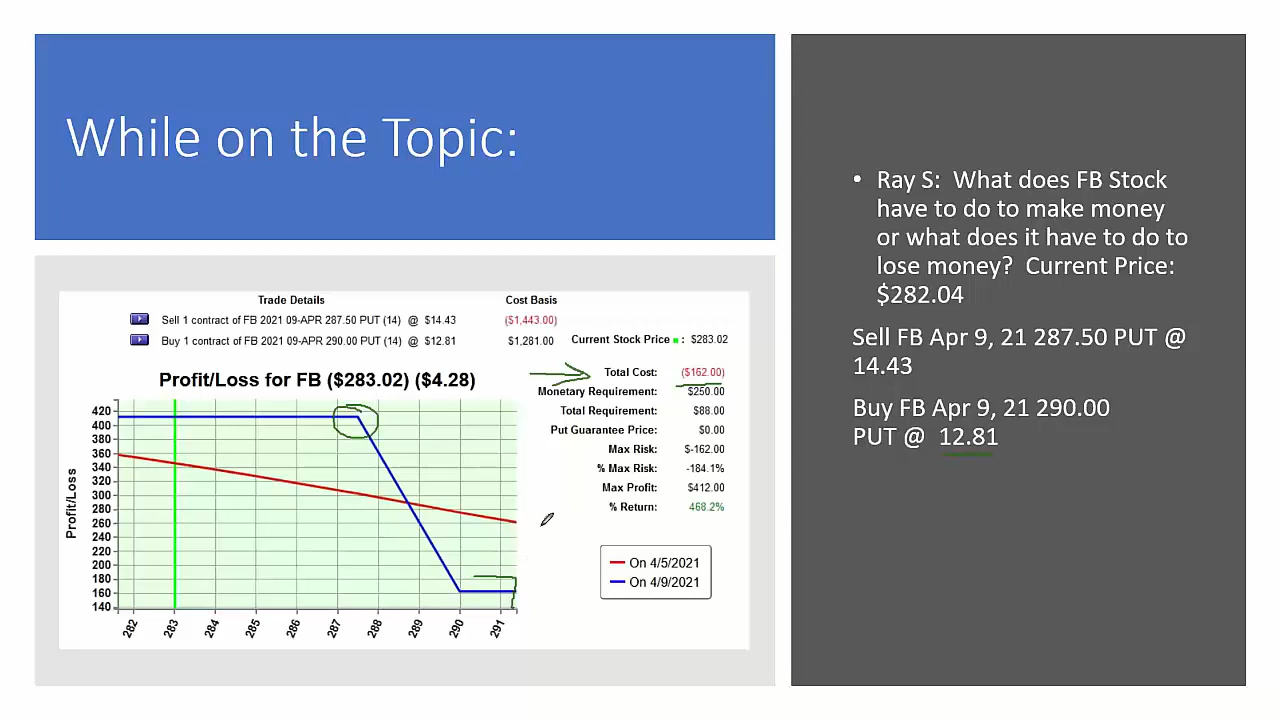 While on the Topic:
Trade Details
Cost Basis
Sell 1 contract of FB 2021 09-APR 287.50 PUT (14) @ $14.43
($1,443.00)
Buy 1 contract of FB 2021 09-APR 290.00 PUT (14) @ $12.81
$1,281.00
Current Stock Price : $283.02
Profit/Loss for FB ($283.02) ($4.28)
Total Cost: ($162.00)
Monetary Requirement: $250.00
Total Requirement: $88.00
Put Guarantee Price: $0.00
Max Risk: $-162.00
% Max Risk: -184.1%
Max Profit: $412.00
% Return: 468.2%
Profit/Loss
420
400
380
360
340
320
300
280
260
240
220
200
180
160
140
282
283
284
285
286
287
288
289
290
291
On 4/5/2021
On 4/9/2021
• Ray S: What does FB Stock
have to do to make money
or what does it have to do to
lose money? Current Price:
$282.04
Sell FB Apr 9, 21 287.50 PUT @
14.43
Buy FB Apr 9, 21 290.00
PUT @ 12.81